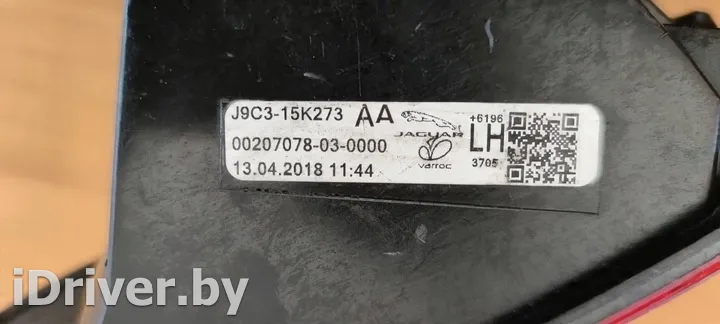 J9C3-15K273 AA
JAGUAR
+6196
LH
3705
00207078-03-0000
varroc
13.04.2018 11:44
iDriver.by